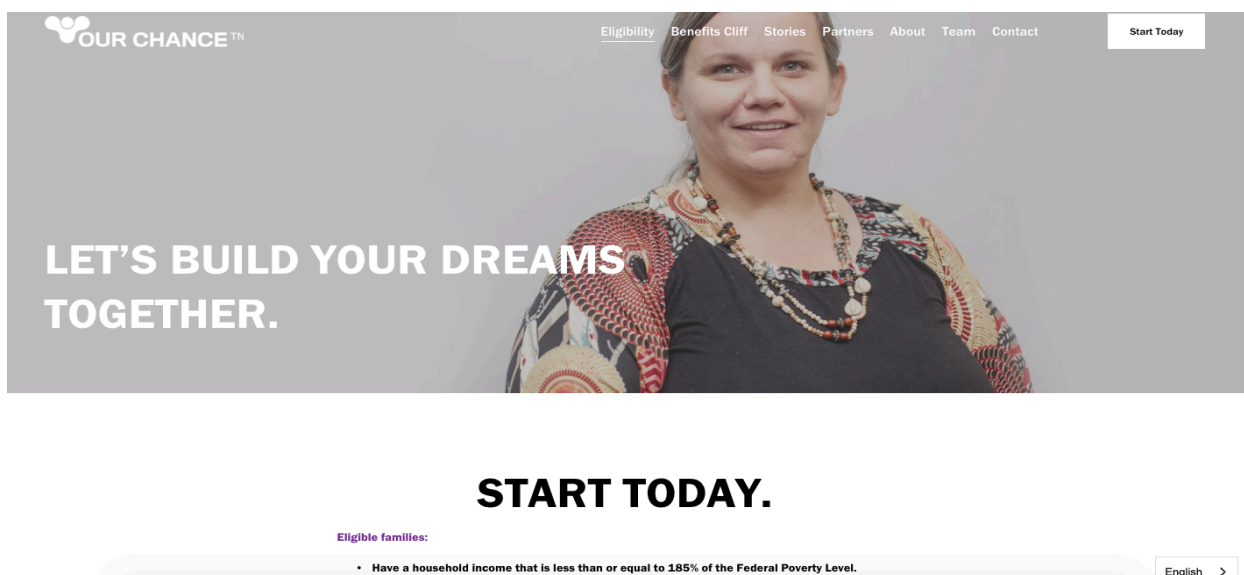 OUR CHANCE TN
Eligibility Benefits Cliff Stories Partners About Team Contact
Start Today
LET’S BUILD YOUR DREAMS
TOGETHER.
START TODAY.
Eligible families:
• Have a household income that is less than or equal to 185% of the Federal Poverty Level.
English